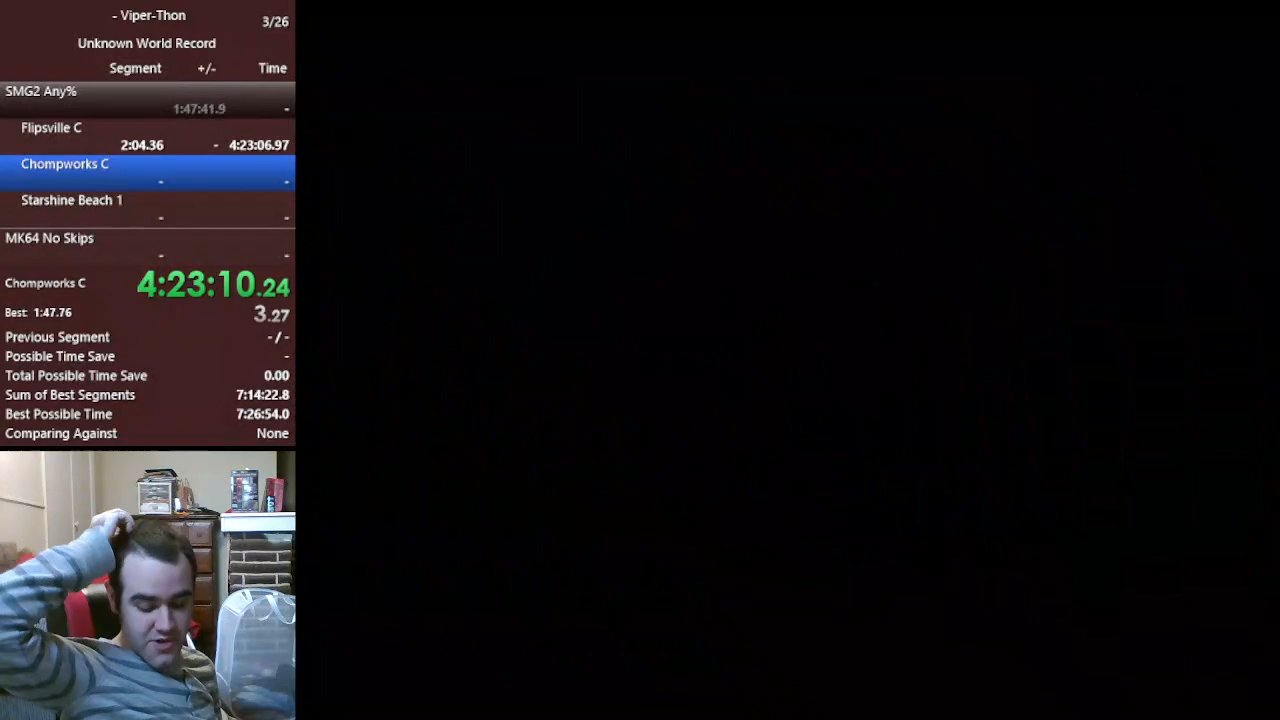 - Viper-Thon
3/26
Unknown World Record
Segment +/- Time
SMG2 Any%
1:47:41.9 -
Flipsville C
2:04.36 - 4:23:06.97
Chompworks C
- -
Starshine Beach 1
- -
MK64 No Skips
- -
Chompworks C 4:23:10.24
Best: 1:47.76 3.27
Previous Segment - / -
Possible Time Save -
Total Possible Time Save 0.00
Sum of Best Segments 7:14:22.8
Best Possible Time 7:26:54.0
Comparing Against None